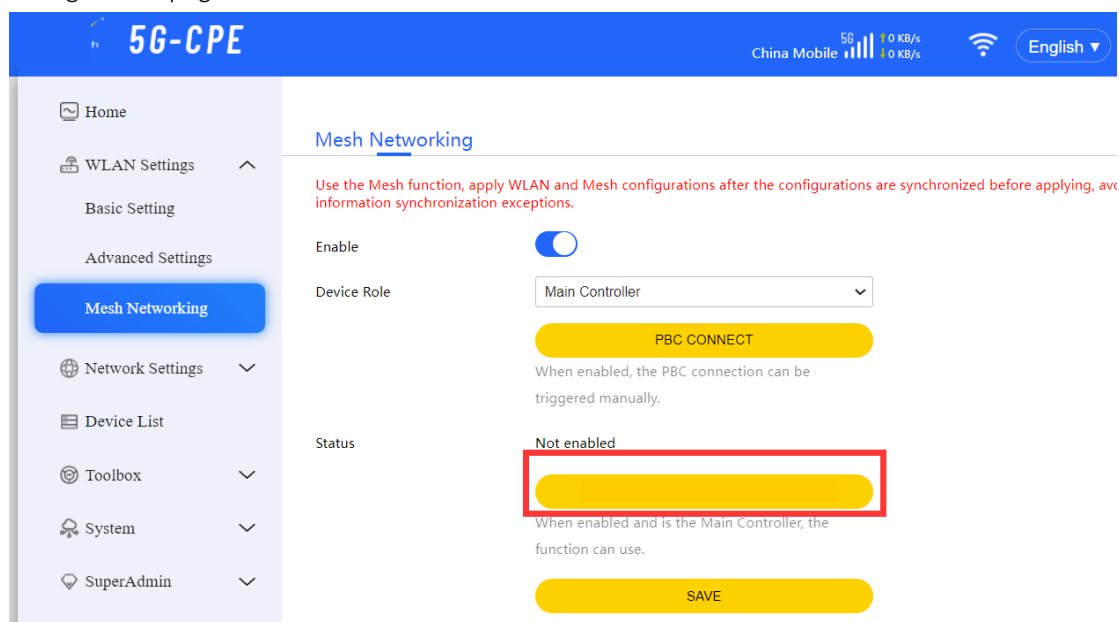 5G-CPE
China Mobile
5G
↑ 0 KB/s
↓ 0 KB/s
English ▼
Home
WLAN Settings
Basic Setting
Advanced Settings
Mesh Networking
Network Settings
Device List
Toolbox
System
SuperAdmin
Mesh Networking
Use the Mesh function, apply WLAN and Mesh configurations after the configurations are synchronized before applying,
information synchronization exceptions.
Enable
Device Role
Main Controller
PBC CONNECT
When enabled, the PBC connection can be
triggered manually.
Status
Not enabled
When enabled and is the Main Controller, the
function can use.
SAVE